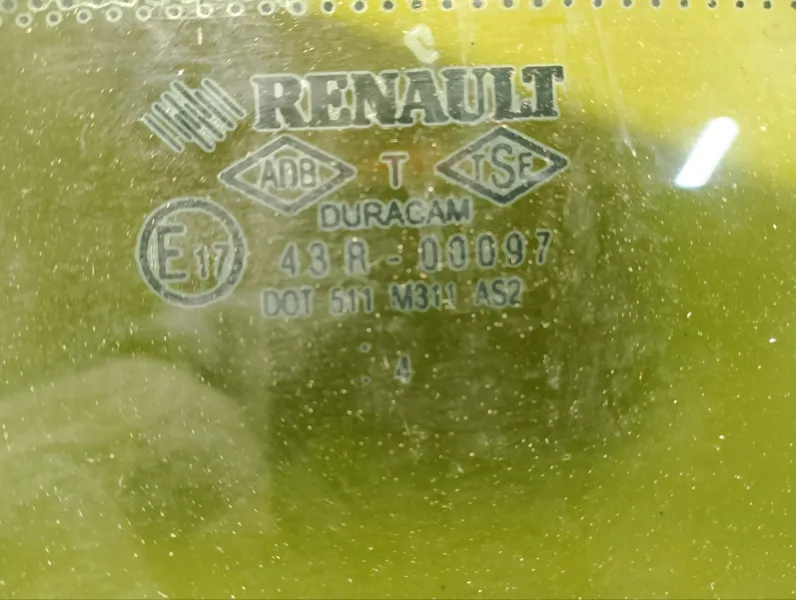 RENAULT
ADB T TSE
DURACAM
E17 43R-00097
DOT 511 M311 AS2
: 4